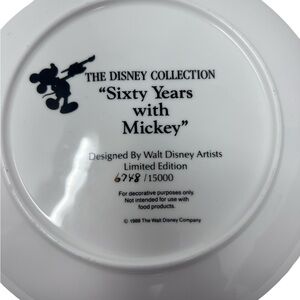 THE DISNEY COLLECTION
"Sixty Years
with
Mickey"
Designed By Walt Disney Artists
Limited Edition
6748 /15000
For decorative purposes only.
Not intended for use with
food products.
© 1988 The Walt Disney Company